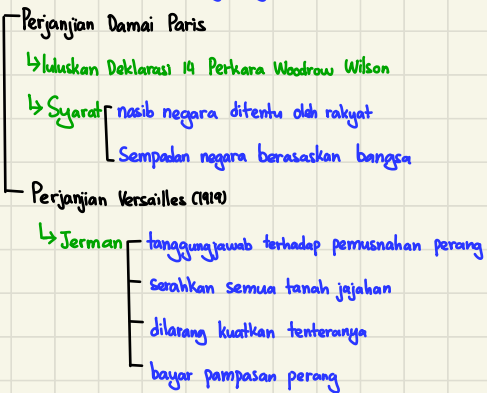 Perjanjian Damai Paris
↳ luluskan Deklarasi 14 Perkara Woodrow Wilson
↳ Syarat nasib negara ditentu oleh rakyat
Sempadan negara berasaskan bangsa
Perjanjian Versailles (1919)
↳ Jerman tanggungjawab terhadap pemusnahan perang
serahkan semua tanah jajahan
dilarang kuatkan tenteranya
bayar pampasan perang